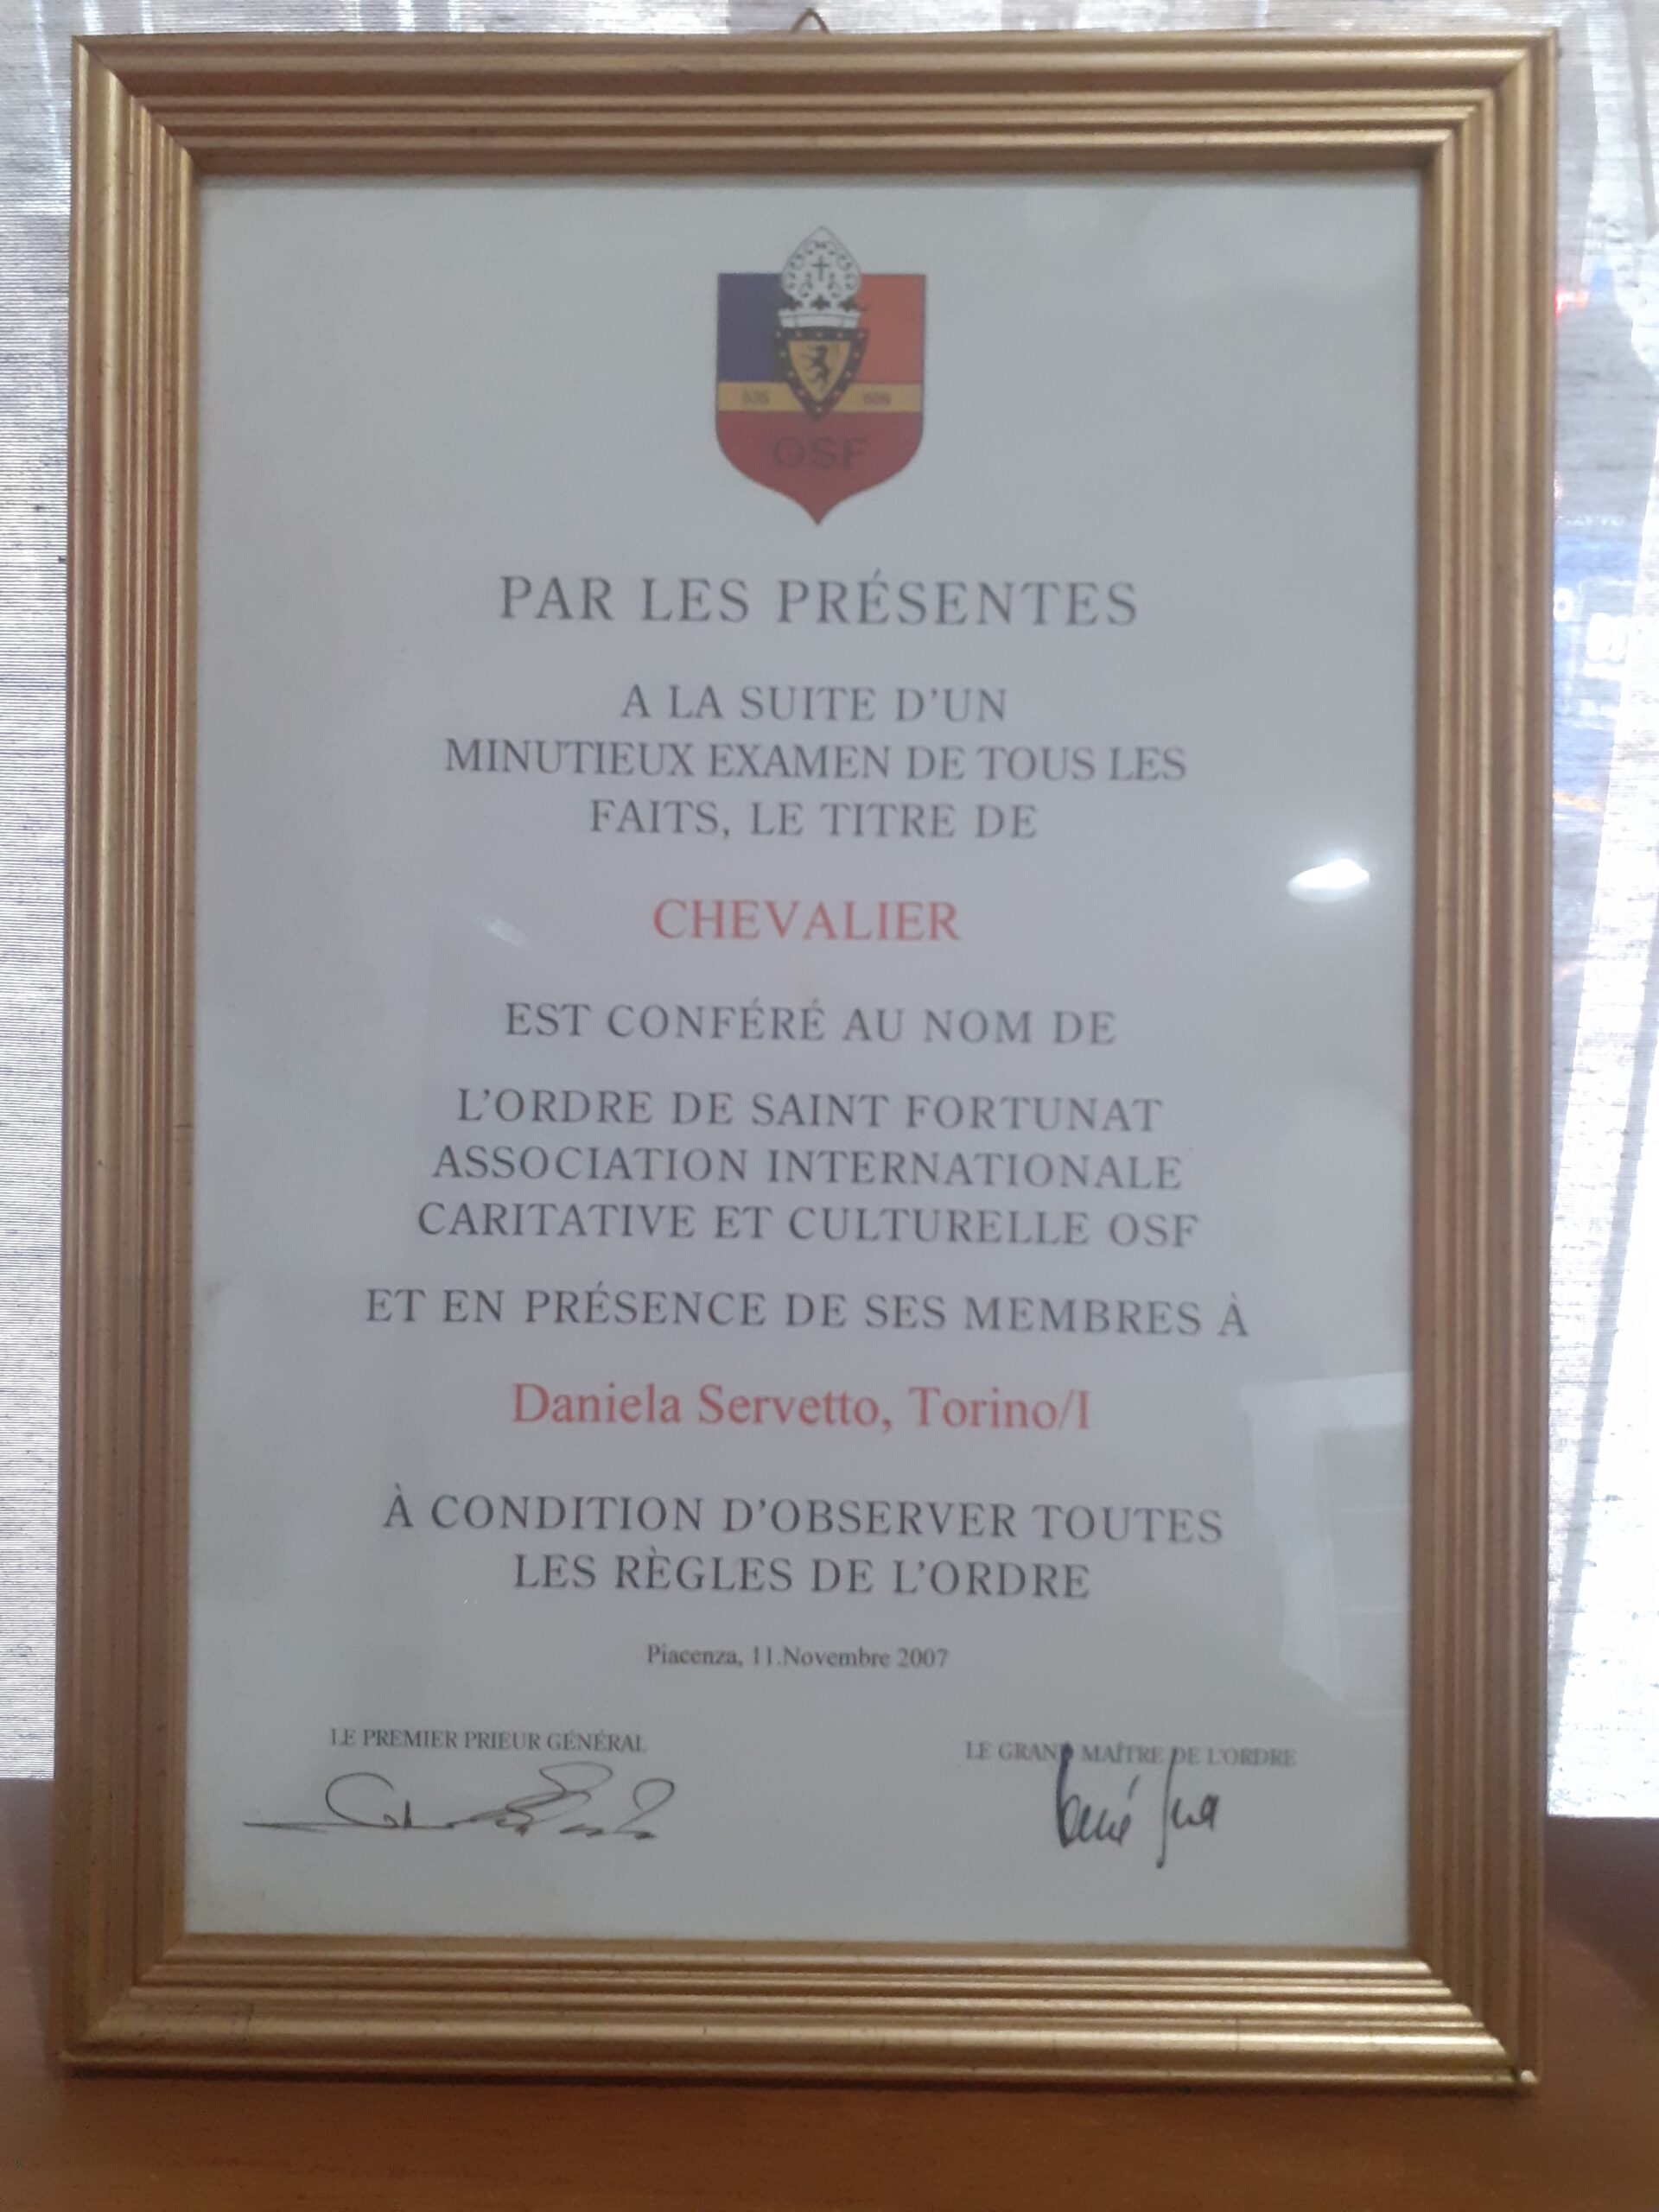 535 606
OSF
PAR LES PRÉSENTES
A LA SUITE D'UN
MINUTIEUX EXAMEN DE TOUS LES
FAITS, LE TITRE DE
CHEVALIER
EST CONFÉRÉ AU NOM DE
L'ORDRE DE SAINT FORTUNAT
ASSOCIATION INTERNATIONALE
CARITATIVE ET CULTURELLE OSF
ET EN PRÉSENCE DE SES MEMBRES À
Daniela Servetto, Torino/I
À CONDITION D'OBSERVER TOUTES
LES RÈGLES DE L'ORDRE
Piacenza, 11.Novembre 2007
LE PREMIER PRIEUR GÉNÉRAL
LE GRAND MAÎTRE DE L'ORDRE